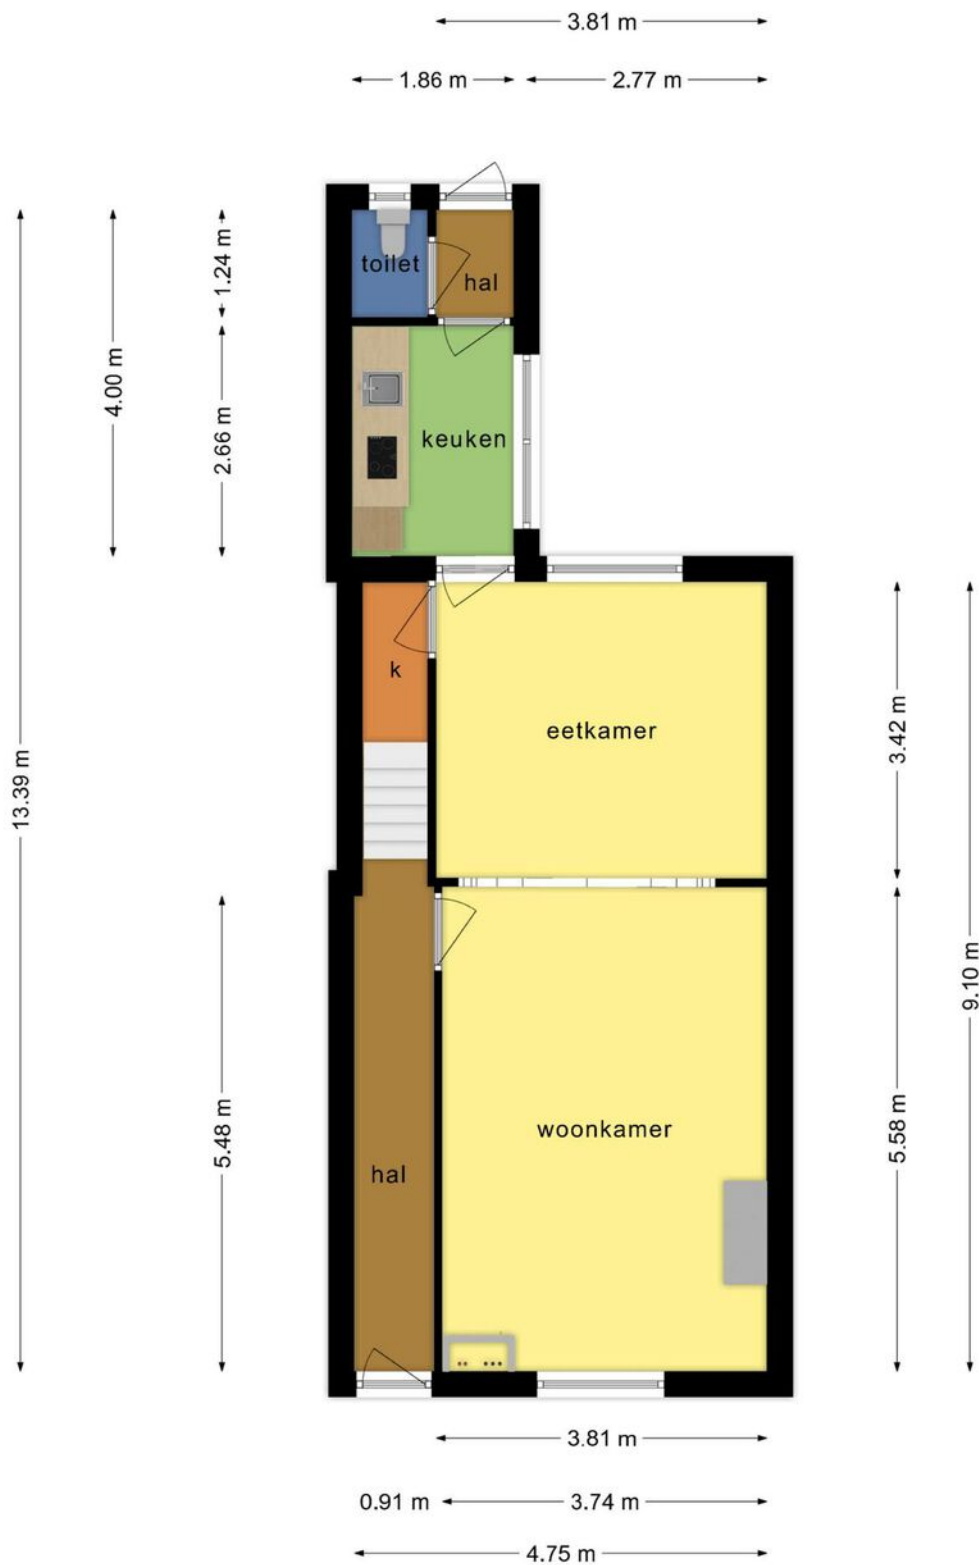 3.81 m
1.86 m
2.77 m
1.24 m
toilet
hal
4.00 m
2.66 m
keuken
k
eetkamer
3.42 m
13.39 m
9.10 m
5.48 m
woonkamer
5.58 m
hal
3.81 m
0.91 m
3.74 m
4.75 m